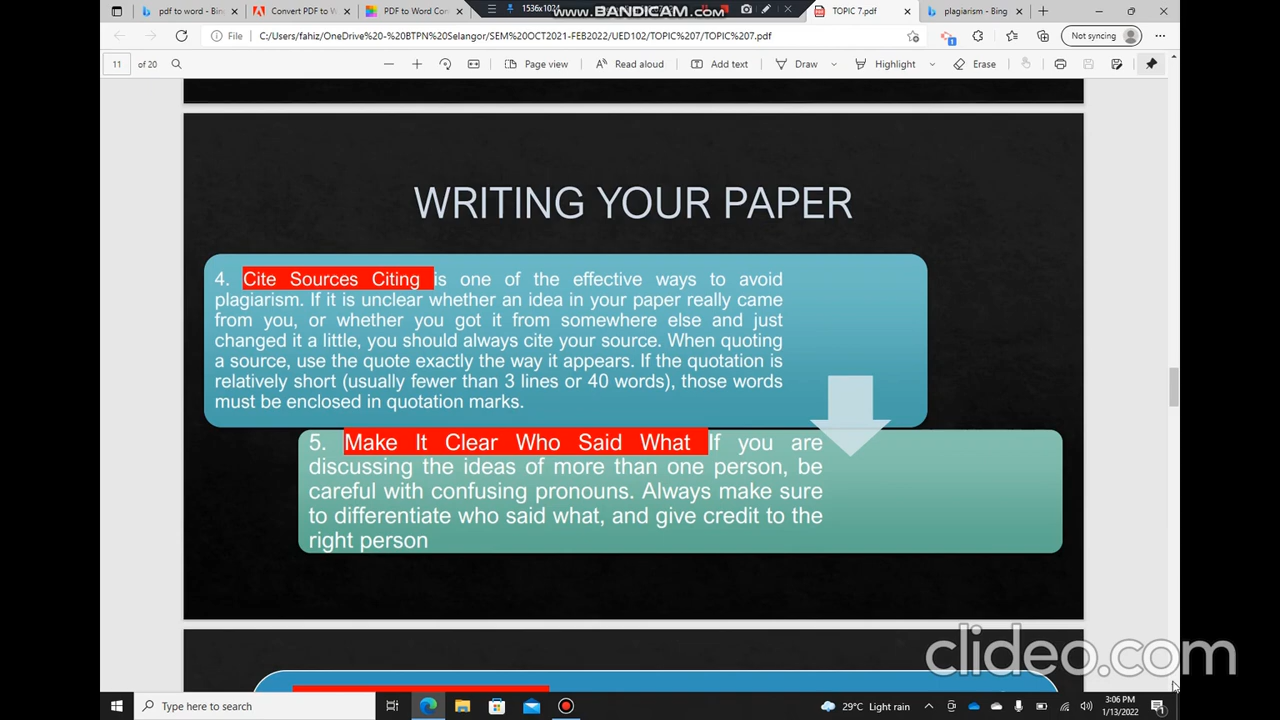 pdf to word - Bing
Convert PDF to W
PDF to Word Con
1536x102
WWW.BANDICAM.COM
TOPIC 7.pdf
plagiarism - Bing
File
C:/Users/fahiz/OneDrive%20-%20BTPN%20Selangor/SEM%20OCT2021-FEB2022/UED102/TOPIC%207/TOPIC%207.pdf
Not syncing
11 of 20
Page view
Read aloud
Add text
Draw
Highlight
Erase
WRITING YOUR PAPER
4. Cite Sources Citing is one of the effective ways to avoid
plagiarism. If it is unclear whether an idea in your paper really came
from you, or whether you got it from somewhere else and just
changed it a little, you should always cite your source. When quoting
a source, use the quote exactly the way it appears. If the quotation is
relatively short (usually fewer than 3 lines or 40 words), those words
must be enclosed in quotation marks.
5. Make It Clear Who Said What If you are
discussing the ideas of more than one person, be
careful with confusing pronouns. Always make sure
to differentiate who said what, and give credit to the
right person
clideo.com
Type here to search
29°C Light rain
3:06 PM
1/13/2022